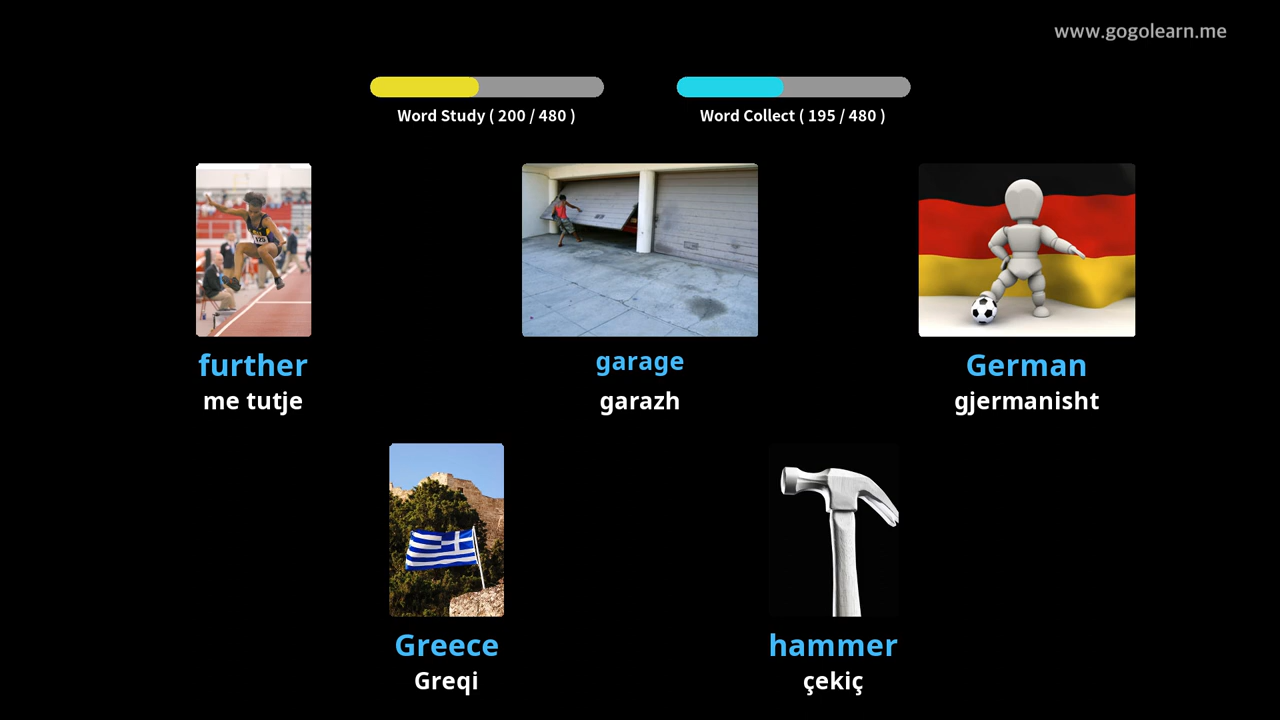 www.gogolearn.me
Word Study ( 200 / 480 )
Word Collect ( 195 / 480 )
further
me tutje
garage
garazh
German
gjermanisht
Greece
Greqi
hammer
çekiç